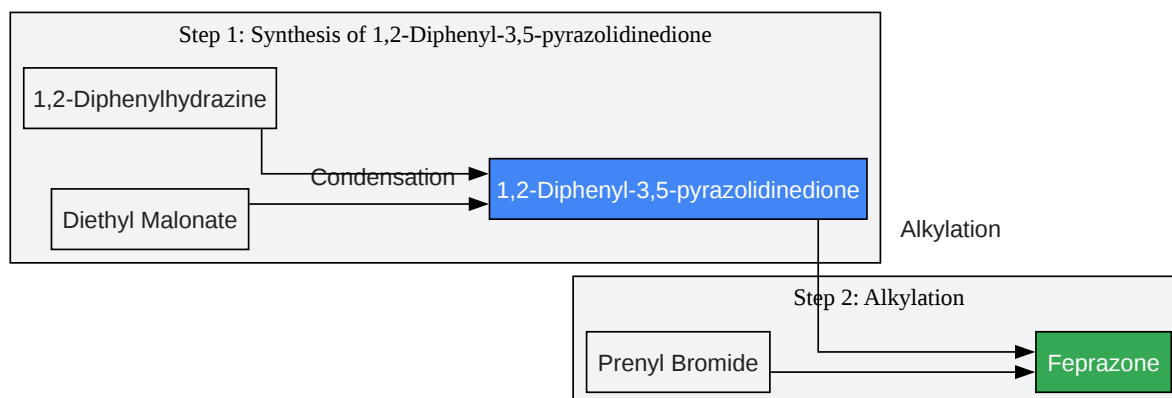 Step 1: Synthesis of 1,2-Diphenyl-3,5-pyrazolidinedione
1,2-Diphenylhydrazine
Condensation
1,2-Diphenyl-3,5-pyrazolidinedione
Diethyl Malonate
Alkylation
Step 2: Alkylation
Prenyl Bromide
Feprazone